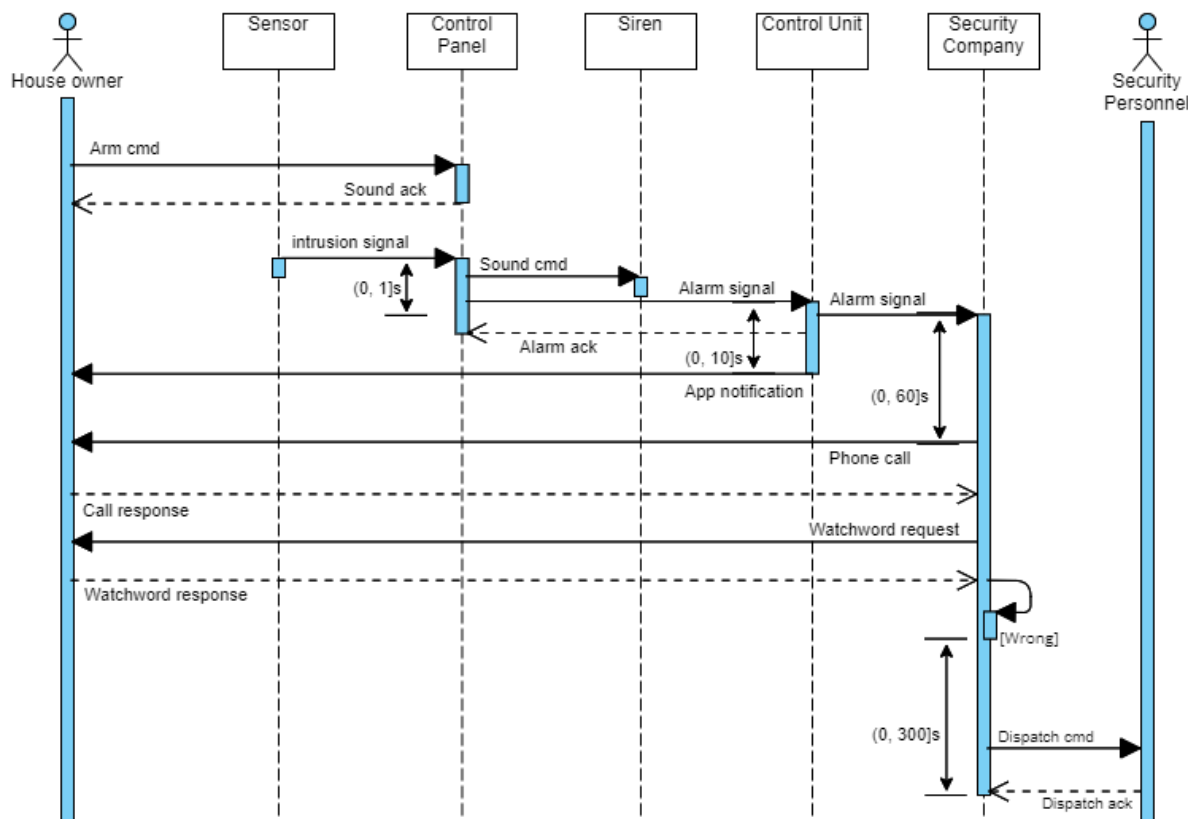 Sensor
Control
Panel
Siren
Control Unit
Security
Company
House owner
Security
Personnel
Arm cmd
Sound ack
intrusion signal
Sound cmd
(0, 1]s
Alarm signal
Alarm signal
Alarm ack
(0, 10]s
App notification
(0, 60]s
Phone call
Call response
Watchword request
Watchword response
[Wrong]
(0, 300]s
Dispatch cmd
Dispatch ack